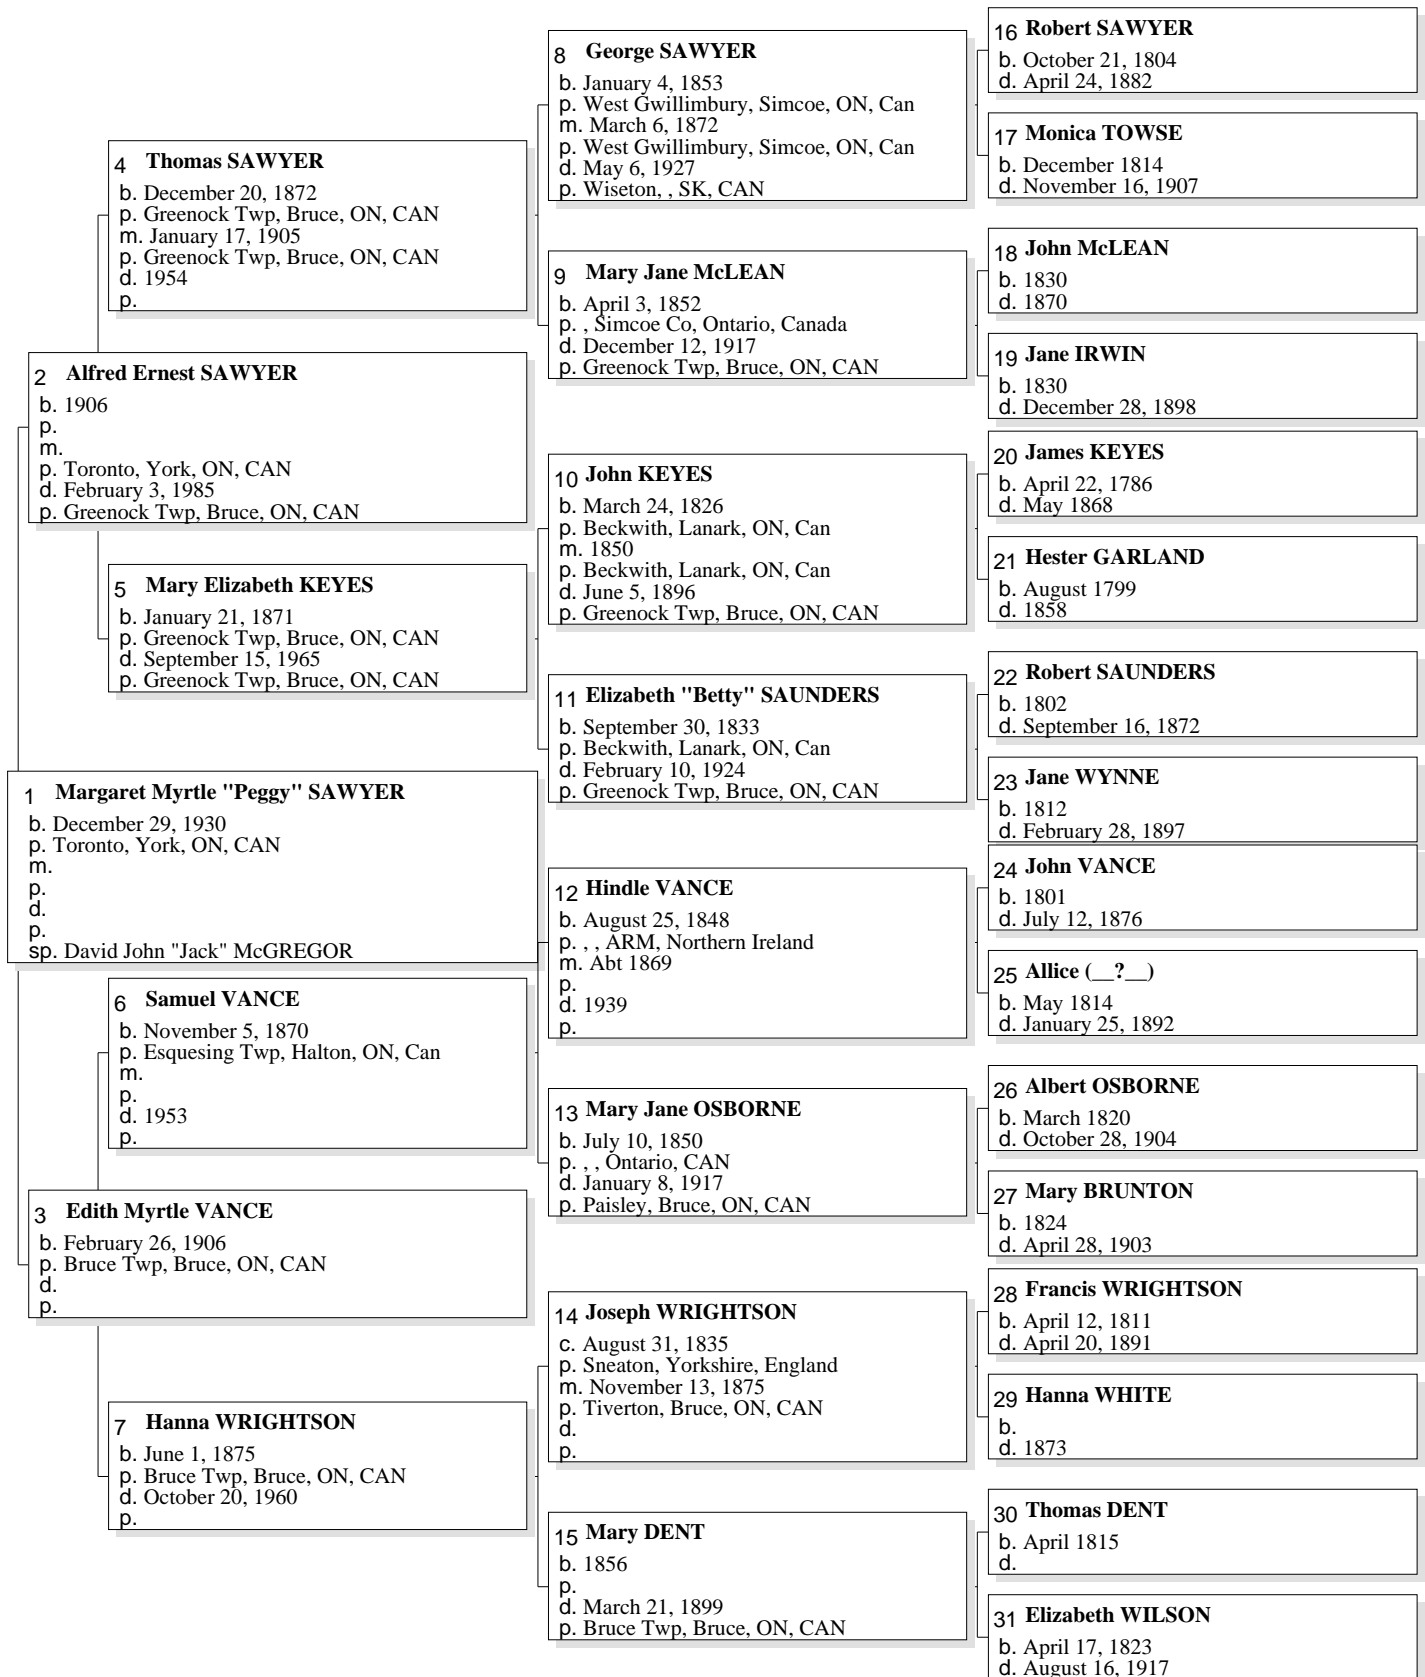 1 Margaret Myrtle "Peggy" SAWYER
b. December 29, 1930
p. Toronto, York, ON, CAN
m.
p.
d.
p.
sp. David John "Jack" McGREGOR
2 Alfred Ernest SAWYER
b. 1906
p.
m.
p. Toronto, York, ON, CAN
d. February 3, 1985
p. Greenock Twp, Bruce, ON, CAN
3 Edith Myrtle VANCE
b. February 26, 1906
p. Bruce Twp, Bruce, ON, CAN
d.
p.
4 Thomas SAWYER
b. December 20, 1872
p. Greenock Twp, Bruce, ON, CAN
m. January 17, 1905
p. Greenock Twp, Bruce, ON, CAN
d. 1954
p.
5 Mary Elizabeth KEYES
b. January 21, 1871
p. Greenock Twp, Bruce, ON, CAN
d. September 15, 1965
p. Greenock Twp, Bruce, ON, CAN
6 Samuel VANCE
b. November 5, 1870
p. Esquesing Twp, Halton, ON, Can
m.
p.
d. 1953
p.
7 Hanna WRIGHTSON
b. June 1, 1875
p. Bruce Twp, Bruce, ON, CAN
d. October 20, 1960
p.
8 George SAWYER
b. January 4, 1853
p. West Gwillimbury, Simcoe, ON, Can
m. March 6, 1872
p. West Gwillimbury, Simcoe, ON, Can
d. May 6, 1927
p. Wiseton, , SK, CAN
9 Mary Jane McLEAN
b. April 3, 1852
p. , Simcoe Co, Ontario, Canada
d. December 12, 1917
p. Greenock Twp, Bruce, ON, CAN
10 John KEYES
b. March 24, 1826
p. Beckwith, Lanark, ON, Can
m. 1850
p. Beckwith, Lanark, ON, Can
d. June 5, 1896
p. Greenock Twp, Bruce, ON, CAN
11 Elizabeth "Betty" SAUNDERS
b. September 30, 1833
p. Beckwith, Lanark, ON, Can
d. February 10, 1924
p. Greenock Twp, Bruce, ON, CAN
12 Hindle VANCE
b. August 25, 1848
p. , , ARM, Northern Ireland
m. Abt 1869
p.
d. 1939
p.
13 Mary Jane OSBORNE
b. July 10, 1850
p. , , Ontario, CAN
d. January 8, 1917
p. Paisley, Bruce, ON, CAN
14 Joseph WRIGHTSON
c. August 31, 1835
p. Sneaton, Yorkshire, England
m. November 13, 1875
p. Tiverton, Bruce, ON, CAN
d.
p.
15 Mary DENT
b. 1856
p.
d. March 21, 1899
p. Bruce Twp, Bruce, ON, CAN
16 Robert SAWYER
b. October 21, 1804
d. April 24, 1882
17 Monica TOWSE
b. December 1814
d. November 16, 1907
18 John McLEAN
b. 1830
d. 1870
19 Jane IRWIN
b. 1830
d. December 28, 1898
20 James KEYES
b. April 22, 1786
d. May 1868
21 Hester GARLAND
b. August 1799
d. 1858
22 Robert SAUNDERS
b. 1802
d. September 16, 1872
23 Jane WYNNE
b. 1812
d. February 28, 1897
24 John VANCE
b. 1801
d. July 12, 1876
25 Allice (__?__)
b. May 1814
d. January 25, 1892
26 Albert OSBORNE
b. March 1820
d. October 28, 1904
27 Mary BRUNTON
b. 1824
d. April 28, 1903
28 Francis WRIGHTSON
b. April 12, 1811
d. April 20, 1891
29 Hanna WHITE
b.
d. 1873
30 Thomas DENT
b. April 1815
d.
31 Elizabeth WILSON
b. April 17, 1823
d. August 16, 1917